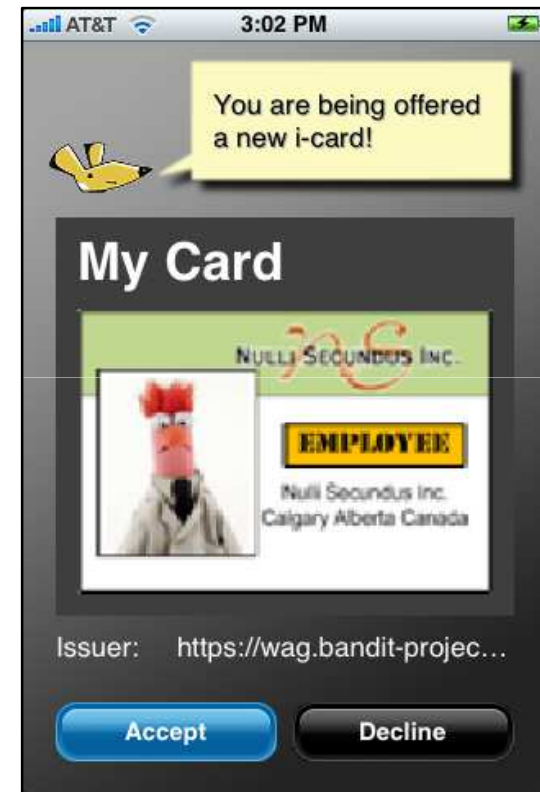 AT&T 3:02 PM
You are being offered
a new i-card!
My Card
NS
NULLI SECUNDUS INC.
EMPLOYEE
Nulli Secundus Inc.
Calgary Alberta Canada
Issuer: https://wag.bandit-projec...
Accept Decline